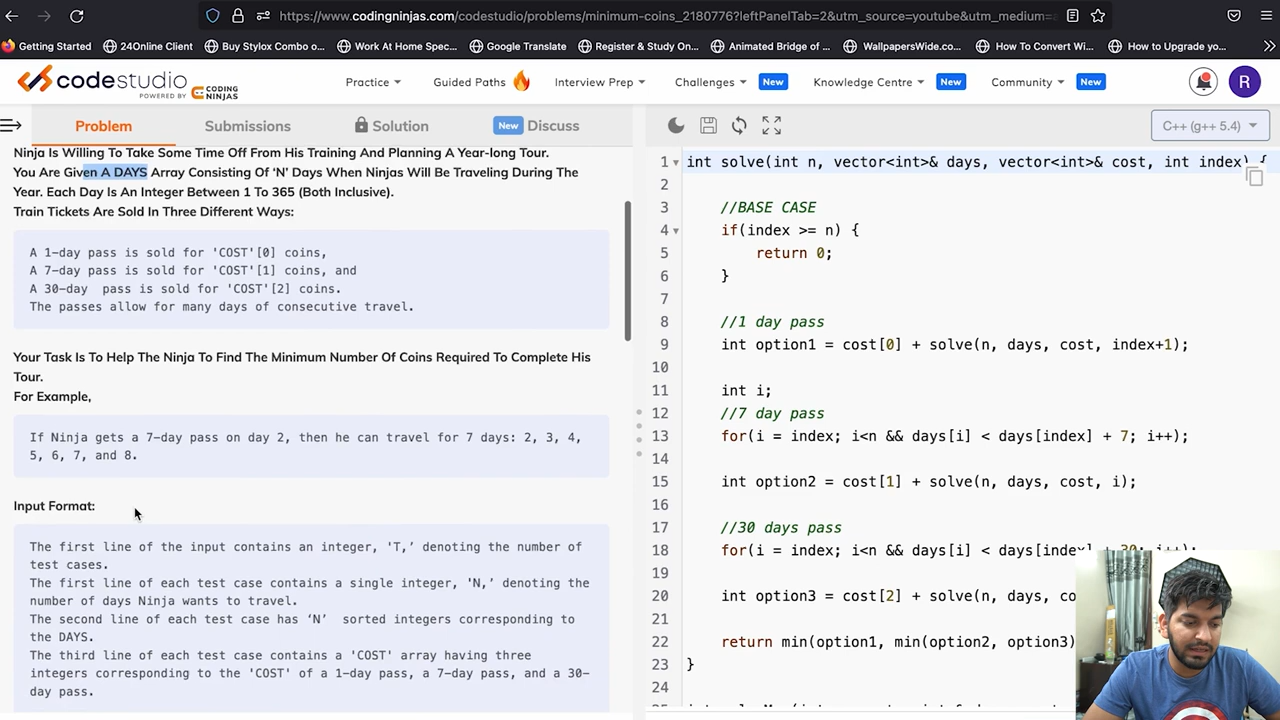 https://www.codingninjas.com/codestudio/problems/minimum-coins_2180776?leftPanelTab=2&utm_source=youtube&utm_medium=
Getting Started 24Online Client Buy Stylox Combo o... Work At Home Spec... Google Translate Register & Study On... Animated Bridge of ... WallpapersWide.co... How To Convert Wi... How to Upgrade yo...
codestudio
POWERED BY CODING NINJAS
Practice Guided Paths Interview Prep Challenges New Knowledge Centre New Community New R
Problem Submissions Solution New Discuss
C++ (g++ 5.4)
Ninja Is Willing To Take Some Time Off From His Training And Planning A Year-long Tour.
You Are Given A DAYS Array Consisting Of 'N' Days When Ninjas Will Be Traveling During The
Year. Each Day Is An Integer Between 1 To 365 (Both Inclusive).
Train Tickets Are Sold In Three Different Ways:
A 1-day pass is sold for 'COST'[0] coins,
A 7-day pass is sold for 'COST'[1] coins, and
A 30-day  pass is sold for 'COST'[2] coins.
The passes allow for many days of consecutive travel.
Your Task Is To Help The Ninja To Find The Minimum Number Of Coins Required To Complete His
Tour.
For Example,
If Ninja gets a 7-day pass on day 2, then he can travel for 7 days: 2, 3, 4,
5, 6, 7, and 8.
Input Format:
The first line of the input contains an integer, 'T,’ denoting the number of
test cases.
The first line of each test case contains a single integer, 'N,’ denoting the
number of days Ninja wants to travel.
The second line of each test case has ‘N’  sorted integers corresponding to
the DAYS.
The third line of each test case contains a 'COST' array having three
integers corresponding to the 'COST' of a 1-day pass, a 7-day pass, and a 30-
day pass.
1 int solve(int n, vector<int>& days, vector<int>& cost, int index) {
2
3 //BASE CASE
4 if(index >= n) {
5 return 0;
6 }
7
8 //1 day pass
9 int option1 = cost[0] + solve(n, days, cost, index+1);
10
11 int i;
12 //7 day pass
13 for(i = index; i<n && days[i] < days[index] + 7; i++);
14
15 int option2 = cost[1] + solve(n, days, cost, i);
16
17 //30 days pass
18 for(i = index; i<n && days[i] < days[index] + 30; i++);
19
20 int option3 = cost[2] + solve(n, days, co
21
22 return min(option1, min(option2, option3)
23 }
24